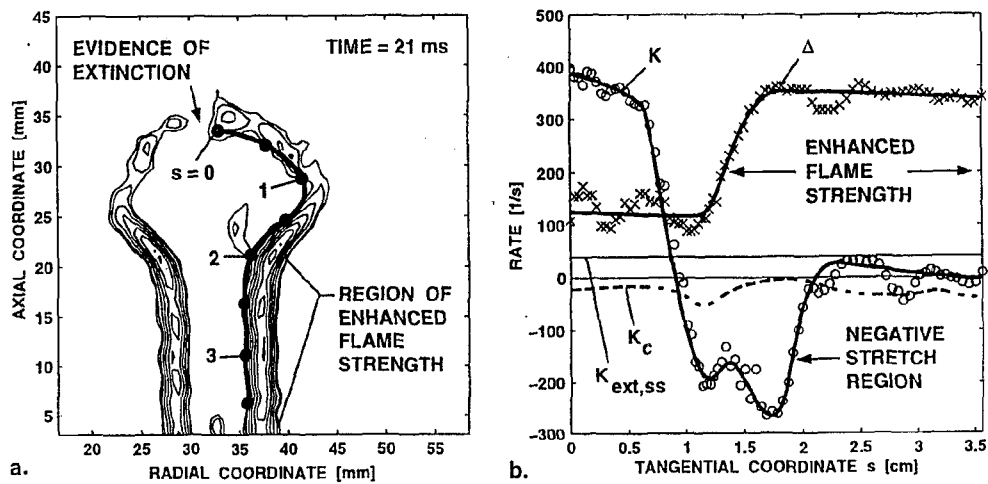 45
EVIDENCE OF
EXTINCTION
TIME = 21 ms
40
35
s = 0
30
1
25
2
20
REGION OF
ENHANCED
FLAME
STRENGTH
15
3
10
5
20 25 30 35 40 45 50 55
AXIAL COORDINATE [mm]
RADIAL COORDINATE [mm]
a.
500
K
Δ
400
300
ENHANCED
FLAME
STRENGTH
200
100
0
Kc
-100
Kext,ss
NEGATIVE
STRETCH
REGION
-200
-300
0 0.5 1 1.5 2 2.5 3 3.5
RATE [1/s]
TANGENTIAL COORDINATE s [cm]
b.